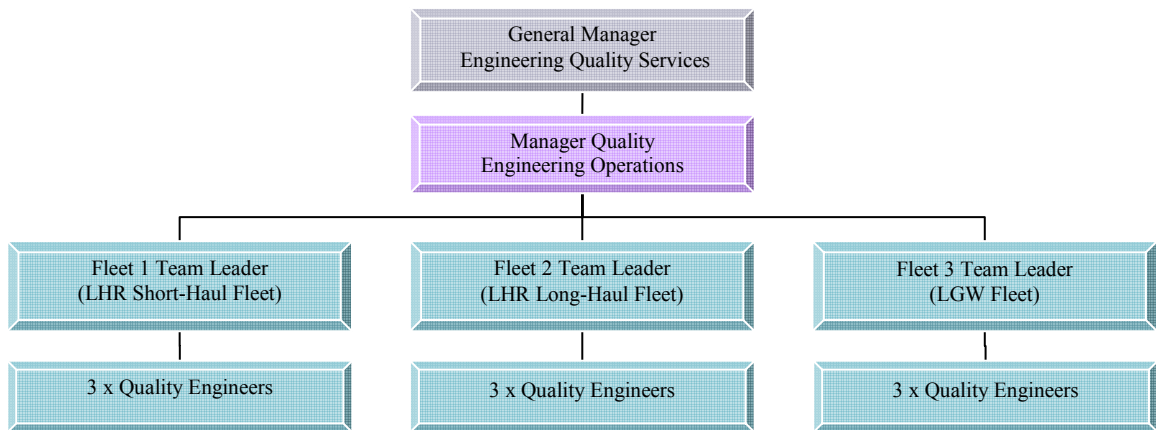 General Manager
Engineering Quality Services
Manager Quality
Engineering Operations
Fleet 1 Team Leader
(LHR Short-Haul Fleet)
Fleet 2 Team Leader
(LHR Long-Haul Fleet)
Fleet 3 Team Leader
(LGW Fleet)
3 x Quality Engineers
3 x Quality Engineers
3 x Quality Engineers